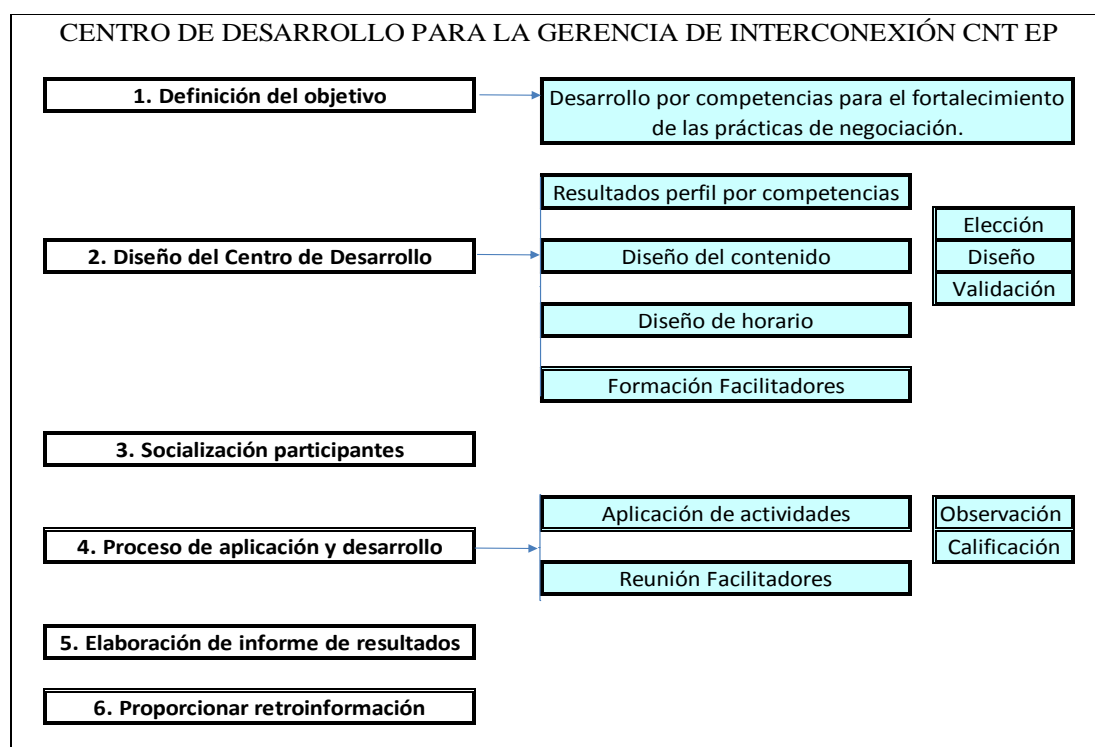 CENTRO DE DESARROLLO PARA LA GERENCIA DE INTERCONEXIÓN CNT EP
1. Definición del objetivo
Desarrollo por competencias para el fortalecimiento
de las prácticas de negociación.
Resultados perfil por competencias
Elección
2. Diseño del Centro de Desarrollo
Diseño del contenido
Diseño
Validación
Diseño de horario
Formación Facilitadores
3. Socialización participantes
Aplicación de actividades
Observación
4. Proceso de aplicación y desarrollo
Calificación
Reunión Facilitadores
5. Elaboración de informe de resultados
6. Proporcionar retroinformación